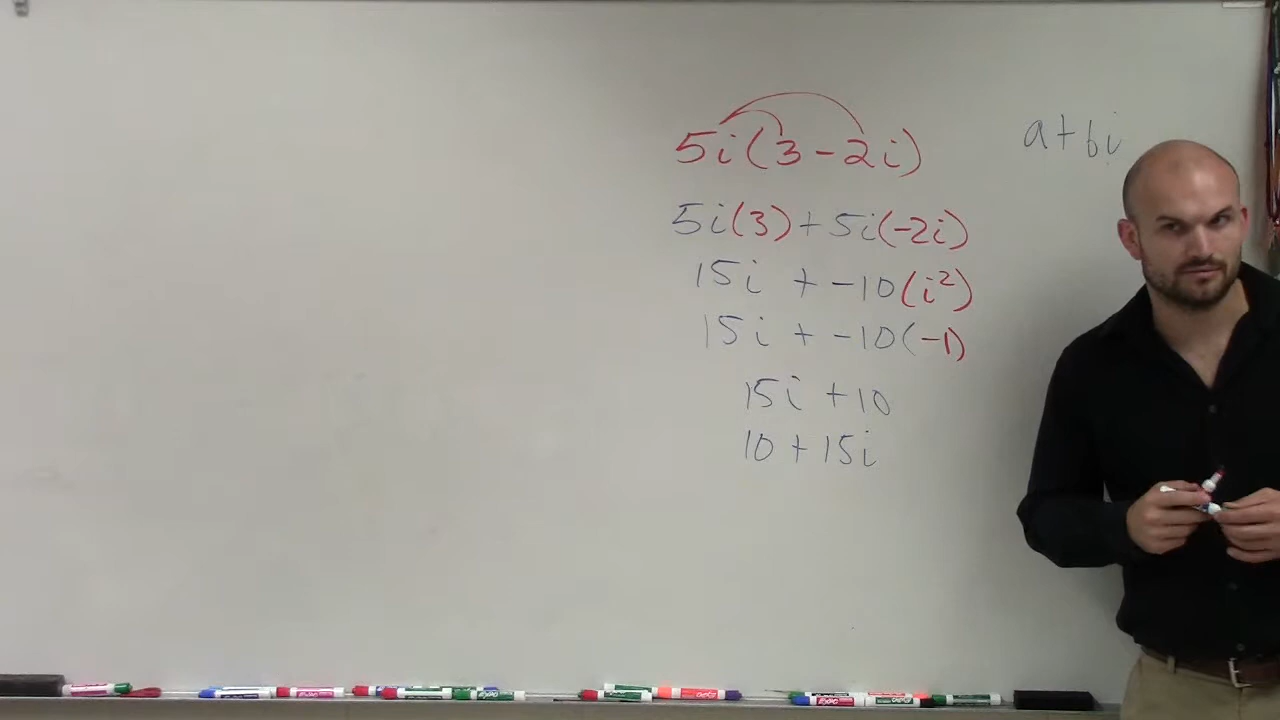 5i(3-2i)
a+bi
5i(3)+5i(-2i)
15i + -10(i²)
15i + -10(-1)
15i +10
10+15i